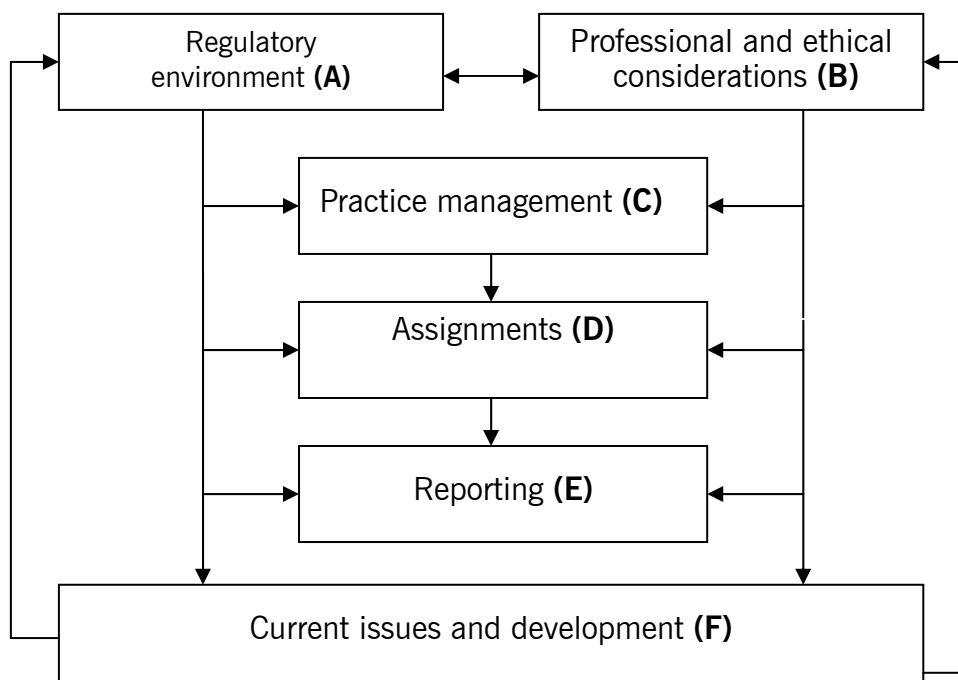 Regulatory
environment (A)
Professional and ethical
considerations (B)
Practice management (C)
Assignments (D)
Reporting (E)
Current issues and development (F)